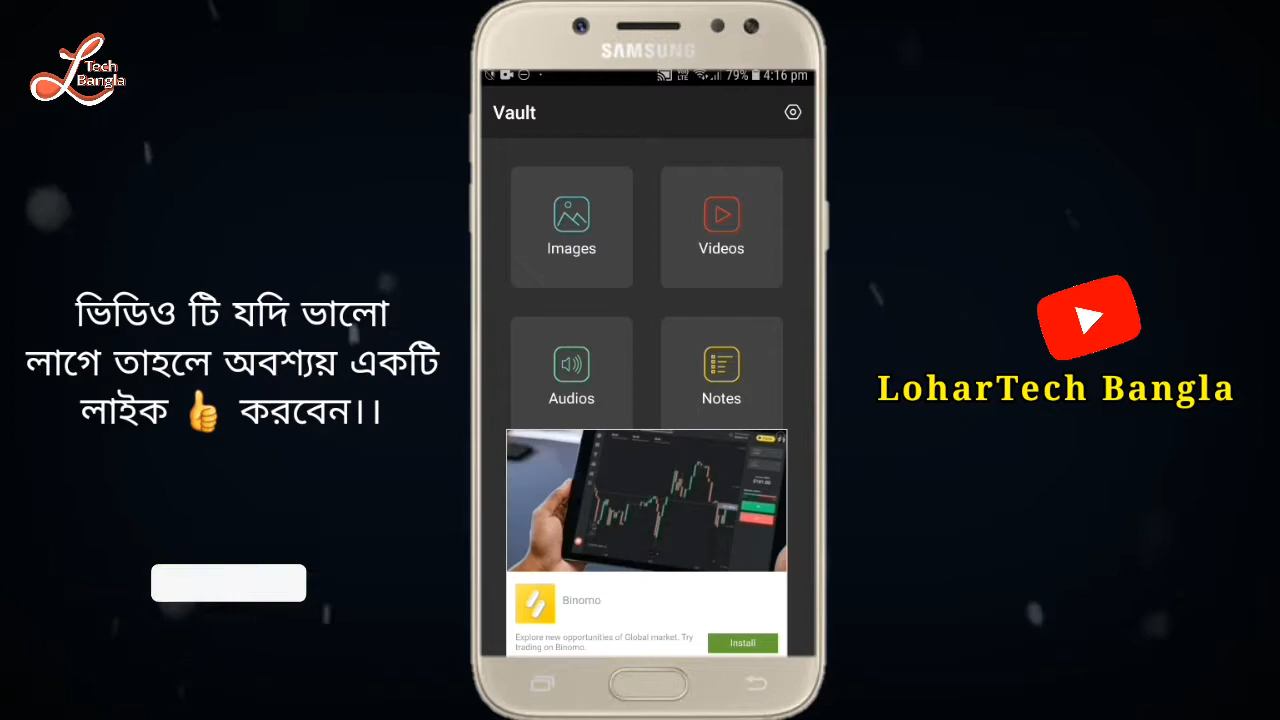 Tech
Bangla
SAMSUNG
79% 4:16 pm
Vault
Images
Videos
Audios
Notes
ভিডিও টি যদি ভালো
লাগে তাহলে অবশ্যয় একটি
লাইক 👍 করবেন।।
LoharTech Bangla
Binomo
Explore new opportunities of Global market. Try
trading on Binomo.
Install